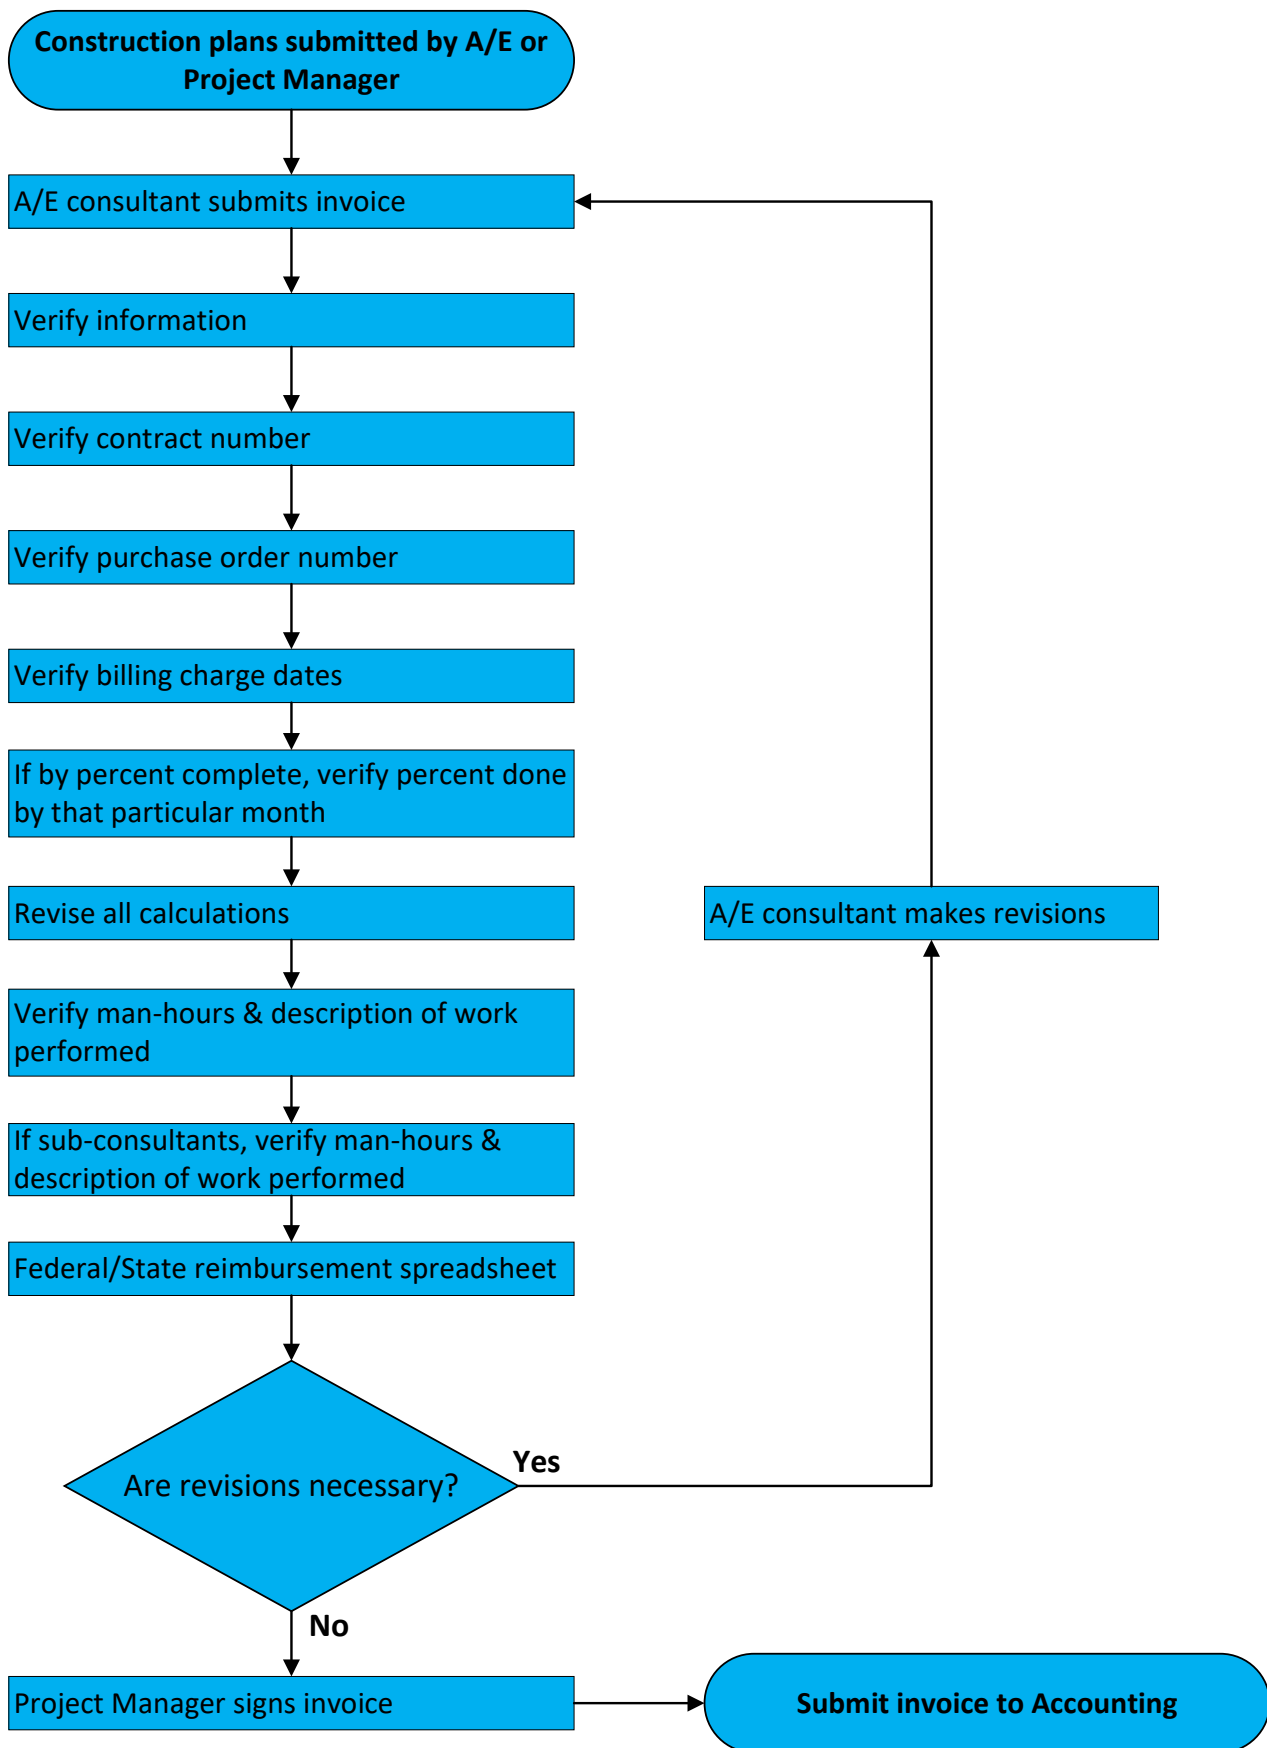 Construction plans submitted by A/E or
Project Manager
A/E consultant submits invoice
Verify information
Verify contract number
Verify purchase order number
Verify billing charge dates
If by percent complete, verify percent done
by that particular month
Revise all calculations
A/E consultant makes revisions
Verify man-hours & description of work
performed
If sub-consultants, verify man-hours &
description of work performed
Federal/State reimbursement spreadsheet
Are revisions necessary?
Yes
No
Project Manager signs invoice
Submit invoice to Accounting